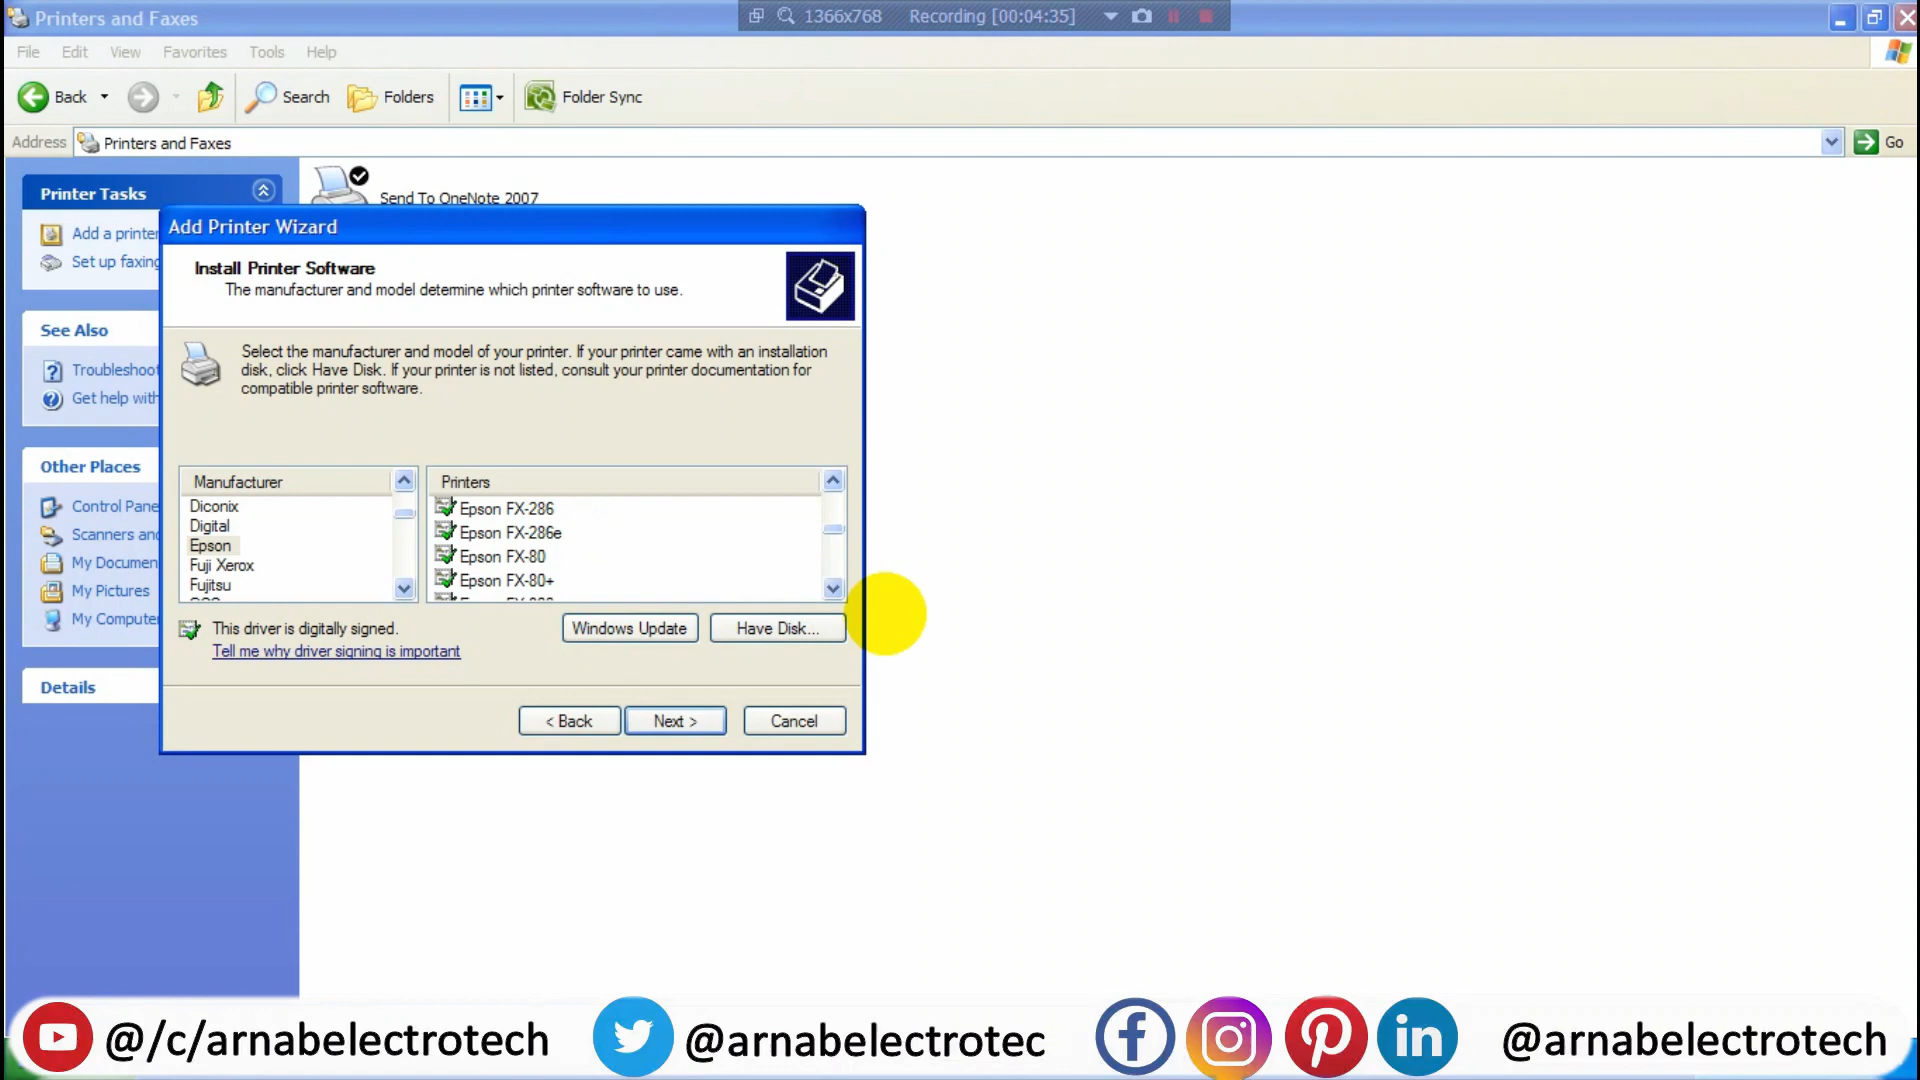 Printers and Faxes
1366x768 Recording [00:04:35]
File Edit View Favorites Tools Help
Back Search Folders Folder Sync
Address Printers and Faxes Go
Printer Tasks
Send To OneNote 2007
Add a printer
Set up faxing
See Also
Troubleshoot
Get help with
Other Places
Control Pane
Scanners and
My Documen
My Pictures
My Compute
Details
Add Printer Wizard
Install Printer Software
The manufacturer and model determine which printer software to use.
Select the manufacturer and model of your printer. If your printer came with an installation
disk, click Have Disk. If your printer is not listed, consult your printer documentation for
compatible printer software.
Manufacturer
Diconix
Digital
Epson
Fuji Xerox
Fujitsu
Printers
Epson FX-286
Epson FX-286e
Epson FX-80
Epson FX-80+
This driver is digitally signed.
Tell me why driver signing is important
Windows Update Have Disk...
< Back Next > Cancel
@/c/arnabelectrotech @arnabelectrotec @arnabelectrotech